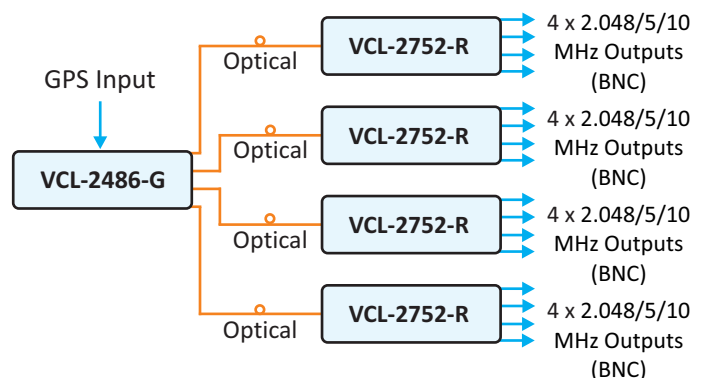 VCL-2752-R
4 x 2.048/5/10
MHz Outputs
(BNC)
Optical
GPS Input
VCL-2486-G
VCL-2752-R
4 x 2.048/5/10
MHz Outputs
(BNC)
Optical
VCL-2752-R
4 x 2.048/5/10
MHz Outputs
(BNC)
Optical
VCL-2752-R
4 x 2.048/5/10
MHz Outputs
(BNC)
Optical